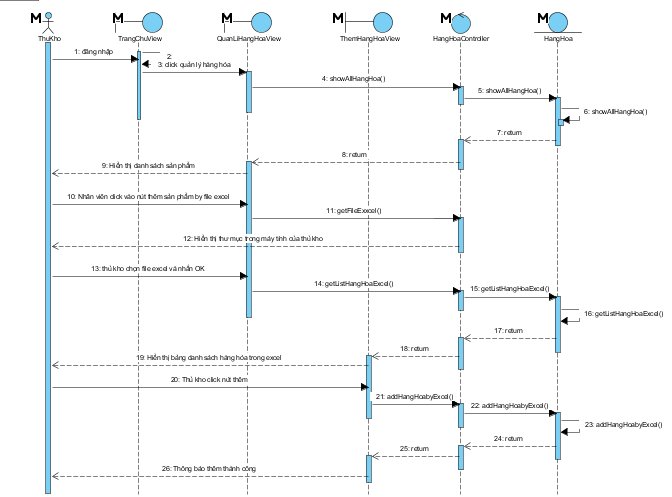 M M M M M M
ThuKho TrangChuView QuanLiHangHoaView ThemHangHoaView HangHoaController HangHoa
1: đăng nhập
2:
3: click quản lý hàng hóa
4: showAllHangHoa()
5: showAllHangHoa()
6: showAllHangHoa()
7: return
8: return
9: Hiển thị danh sách sản phẩm
10: Nhân viên click vào nút thêm sản phẩm by file excel
11: getFileExxcel()
12: Hiển thị thư mục trong máy tính của thủ kho
13: thủ kho chọn file excel và nhấn OK
14: getListHangHoaExcel()
15: getListHangHoaExcel()
16: getListHangHoaExcel()
17: return
18: return
19: Hiển thị bảng danh sách hàng hóa trong excel
20: Thủ kho click nút thêm
21: addHangHoabyExcel()
22: addHangHoabyExcel()
23: addHangHoabyExcel()
24: return
25: return
26: Thông báo thêm thành công